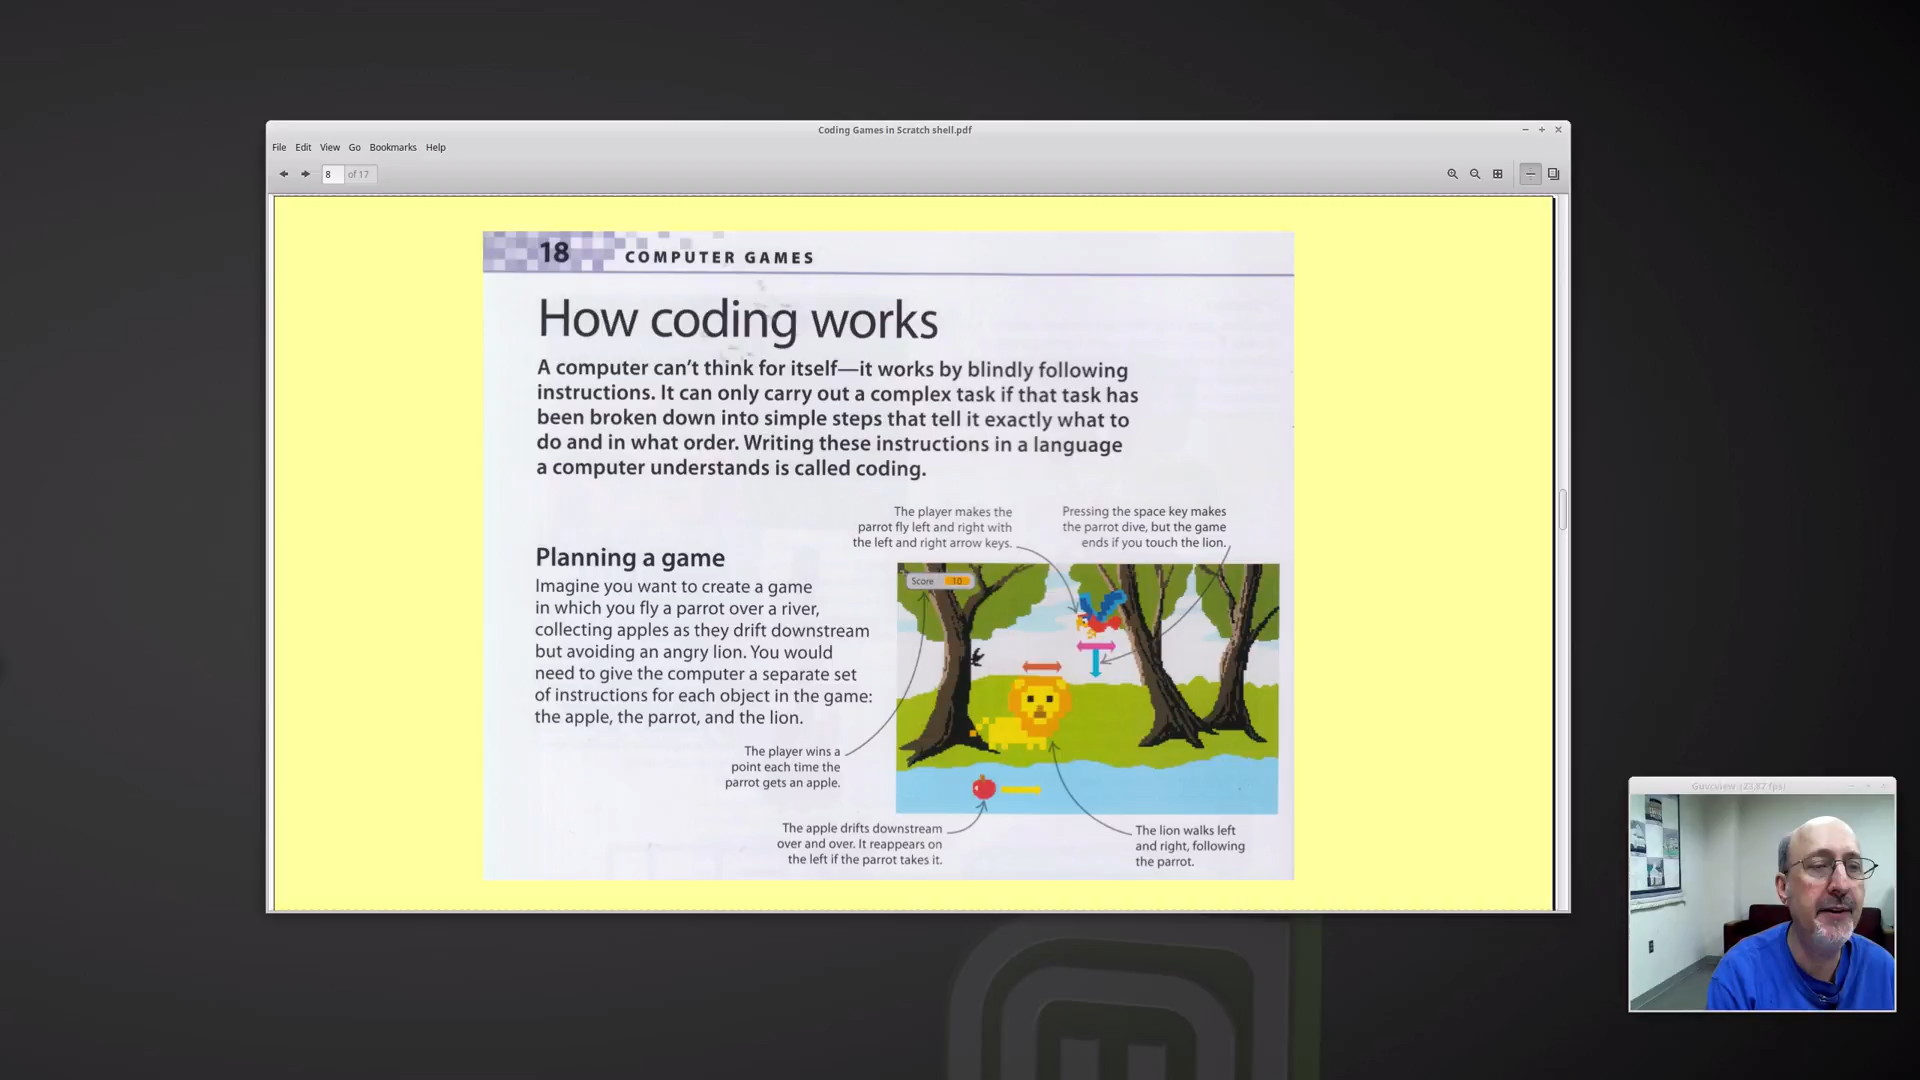 Coding Games in Scratch shell.pdf
File Edit View Go Bookmarks Help
8 of 17
18 COMPUTER GAMES
How coding works
A computer can't think for itself—it works by blindly following
instructions. It can only carry out a complex task if that task has
been broken down into simple steps that tell it exactly what to
do and in what order. Writing these instructions in a language
a computer understands is called coding.
The player makes the
parrot fly left and right with
the left and right arrow keys.
Pressing the space key makes
the parrot dive, but the game
ends if you touch the lion.
Planning a game
Imagine you want to create a game
in which you fly a parrot over a river,
collecting apples as they drift downstream
but avoiding an angry lion. You would
need to give the computer a separate set
of instructions for each object in the game:
the apple, the parrot, and the lion.
Score 10
The player wins a
point each time the
parrot gets an apple.
The apple drifts downstream
over and over. It reappears on
the left if the parrot takes it.
The lion walks left
and right, following
the parrot.